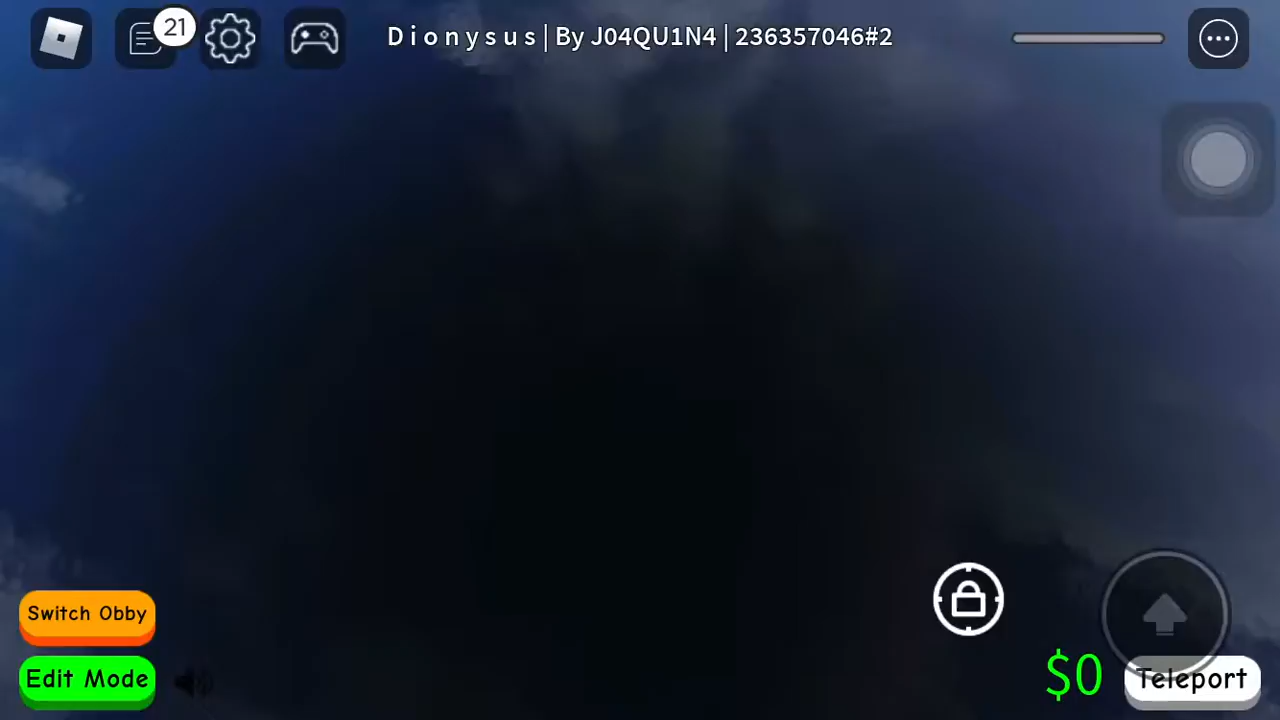 21
D i o n y s u s | By J04QU1N4 | 236357046#2
Switch Obby
Edit Mode
$0
Teleport